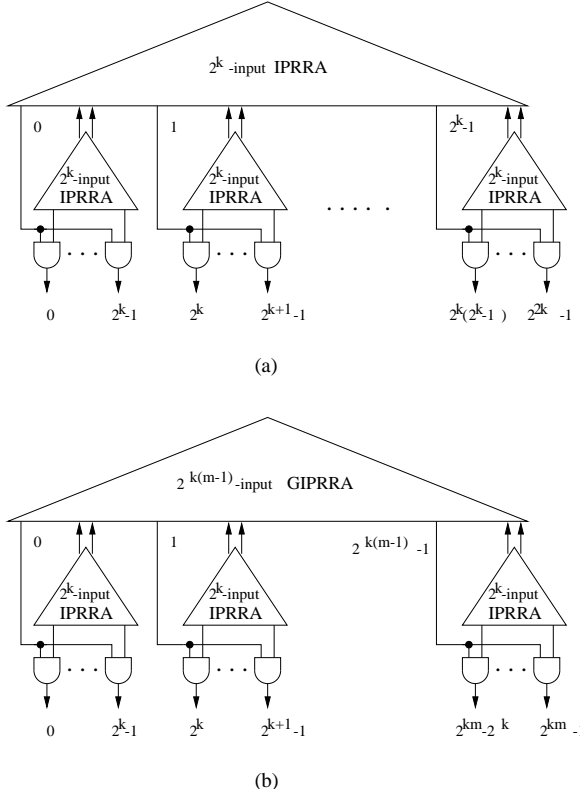 2^k -input IPRRA
0 1 2^k-1
2^k-input IPRRA 2^k-input IPRRA . . . . . 2^k-input IPRRA
. . . . . . . . .
0 2^k-1 2^k 2^{k+1}-1 2^k(2^k-1 ) 2^{2k} -1
(a)
2^{k(m-1)} -input GIPRRA
0 1 2^{k(m-1)} -1
2^k-input IPRRA 2^k-input IPRRA 2^k-input IPRRA
. . . . . . . . .
0 2^k-1 2^k 2^{k+1}-1 2^{km}-2^k 2^{km} -1
(b)